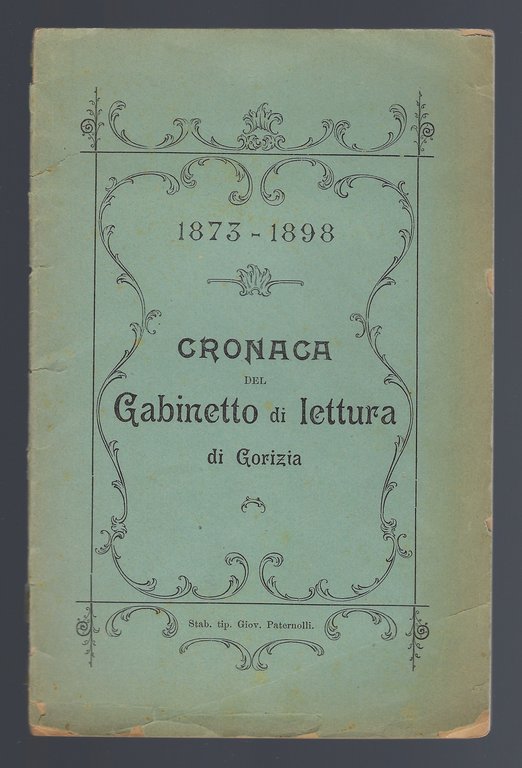 1873 - 1898
CRONACA
DEL
Gabinetto di lettura
di Gorizia
Stab. tip. Giov. Paternolli.